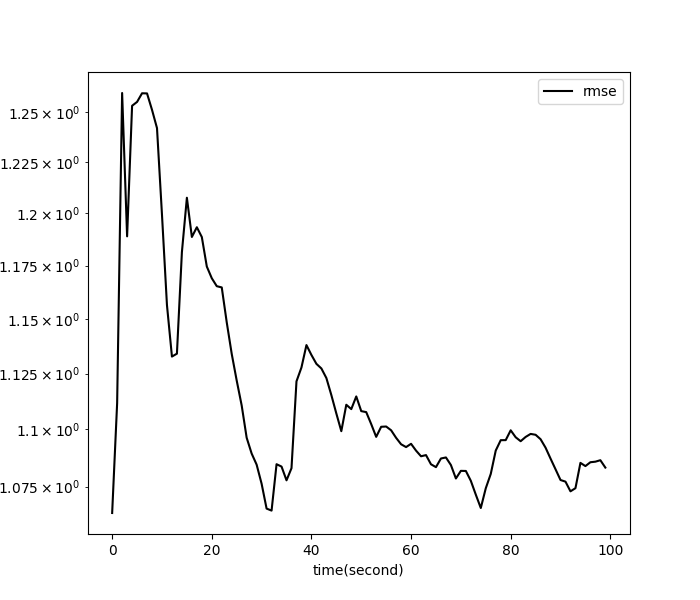 rmse
1.25 × 10⁰
1.225 × 10⁰
1.2 × 10⁰
1.175 × 10⁰
1.15 × 10⁰
1.125 × 10⁰
1.1 × 10⁰
1.075 × 10⁰
0 20 40 60 80 100
time(second)